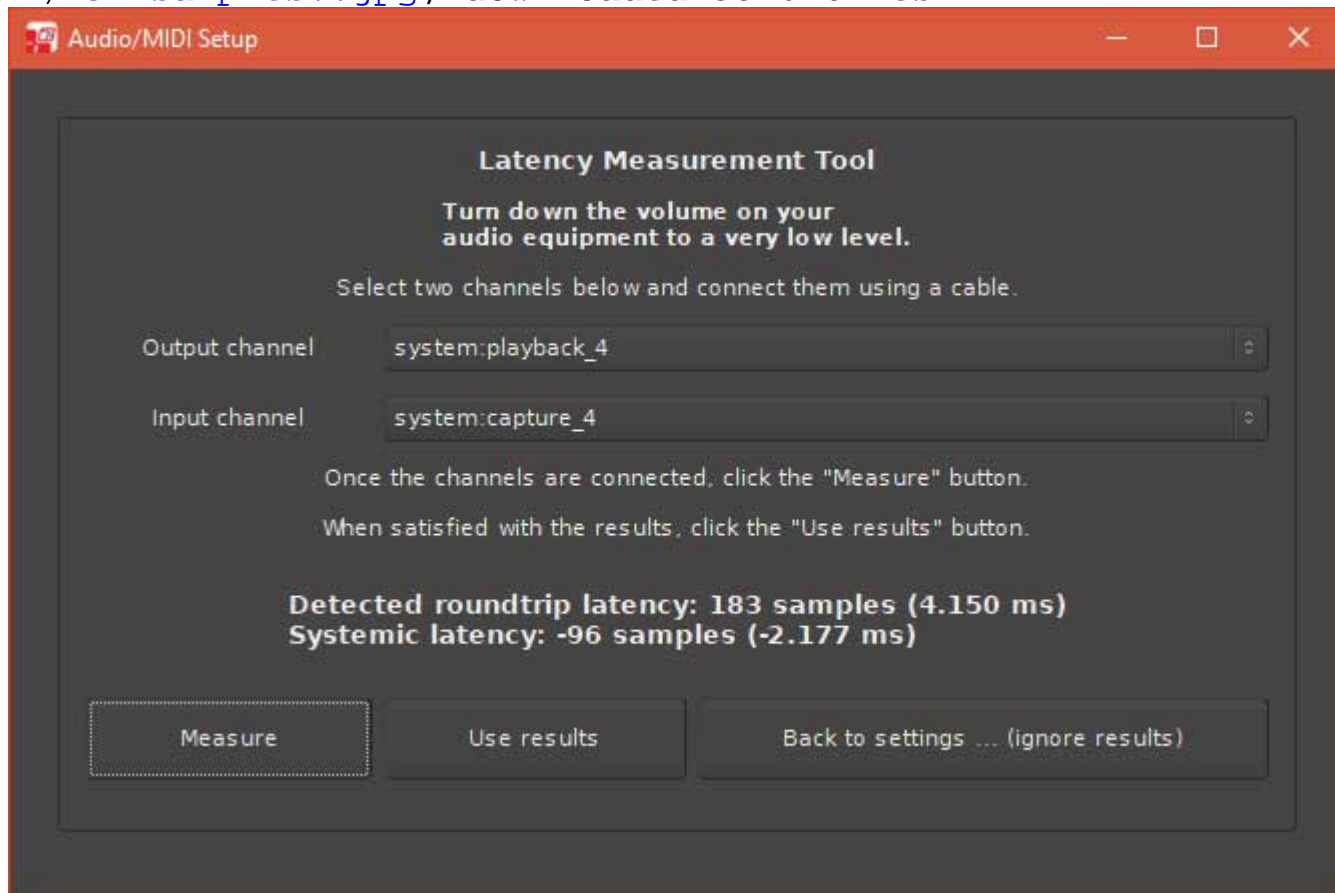 Audio/MIDI Setup
Latency Measurement Tool
Turn down the volume on your
audio equipment to a very low level.
Select two channels below and connect them using a cable.
Output channel system:playback_4
Input channel system:capture_4
Once the channels are connected, click the "Measure" button.
When satisfied with the results, click the "Use results" button.
Detected roundtrip latency: 183 samples (4.150 ms)
Systemic latency: -96 samples (-2.177 ms)
Measure Use results Back to settings ... (ignore results)